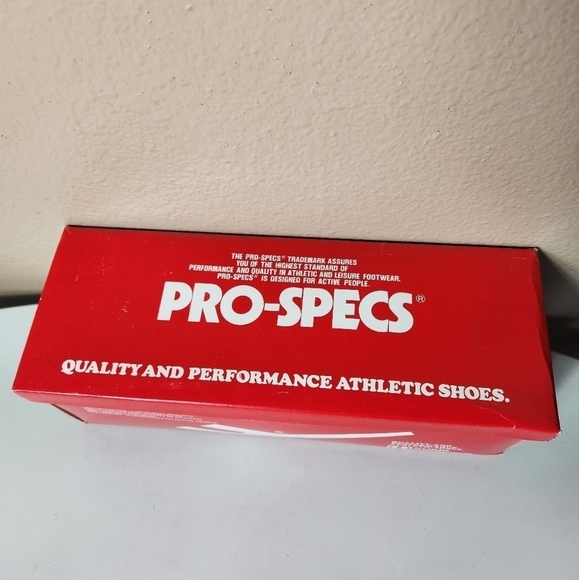 THE PRO-SPECS® TRADEMARK ASSURES
YOU OF THE HIGHEST STANDARD OF
PERFORMANCE AND QUALITY IN ATHLETIC AND LEISURE FOOTWEAR.
PRO-SPECS® IS DESIGNED FOR ACTIVE PEOPLE.
PRO-SPECS®
QUALITY AND PERFORMANCE ATHLETIC SHOES.